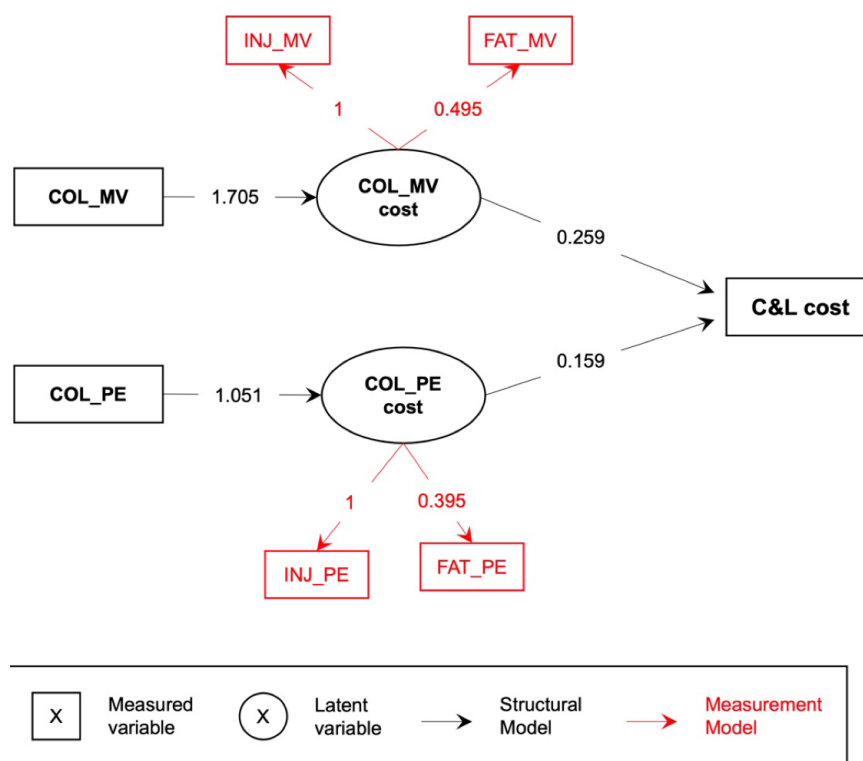 INJ_MV
FAT_MV
1
0.495
COL_MV
1.705
COL_MV
cost
0.259
C&L cost
COL_PE
1.051
COL_PE
cost
0.159
1
0.395
INJ_PE
FAT_PE
X
Measured
variable
X
Latent
variable
Structural
Model
Measurement
Model